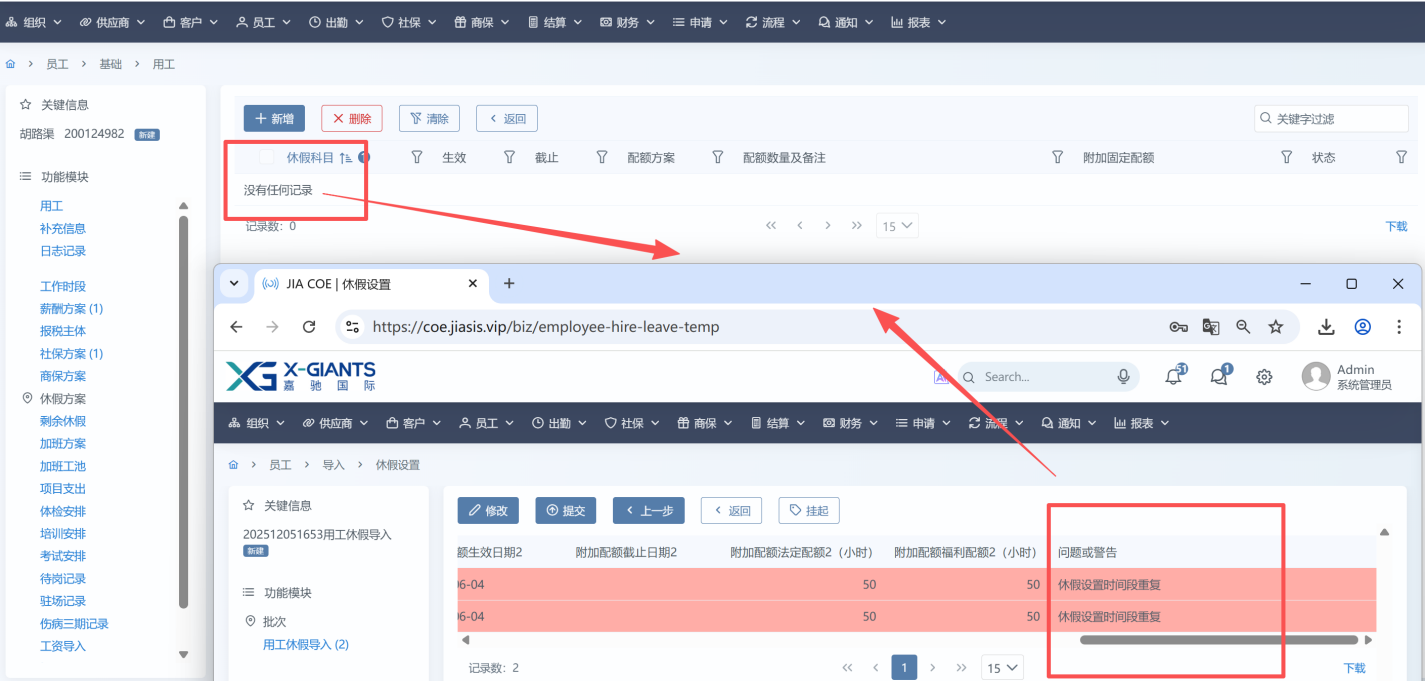 组织 供应商 客户 员工 出勤 社保 商保 结算 财务 申请 流程 通知 报表
员工 > 基础 > 用工
关键信息
胡路渠 200124982 新建
功能模块
用工
补充信息
日志记录
工作时段
薪酬方案 (1)
报税主体
社保方案 (1)
商保方案
休假方案
剩余休假
加班方案
加班工池
项目支出
体检安排
培训安排
考试安排
待岗记录
驻场记录
伤病三期记录
工资导入
新增 删除 清除 返回 关键字过滤
休假科目 1 生效 截止 配额方案 配额数量及备注 附加固定配额 状态
没有任何记录
记录数: 0 15 下载
JIA COE | 休假设置
https://coe.jiasis.vip/biz/employee-hire-leave-temp
X-GIANTS
嘉驰国际
Search... 51 1 Admin
系统管理员
组织 供应商 客户 员工 出勤 社保 商保 结算 财务 申请 流程 通知 报表
员工 > 导入 > 休假设置
关键信息
202512051653用工休假导入
新建
功能模块
批次
用工休假导入 (2)
修改 提交 上一步 返回 挂起
额生效日期2 附加配额截止日期2 附加配额法定配额2（小时） 附加配额福利配额2（小时） 问题或警告
06-04 50 50 休假设置时间段重复
06-04 50 50 休假设置时间段重复
记录数: 2 1 15 下载